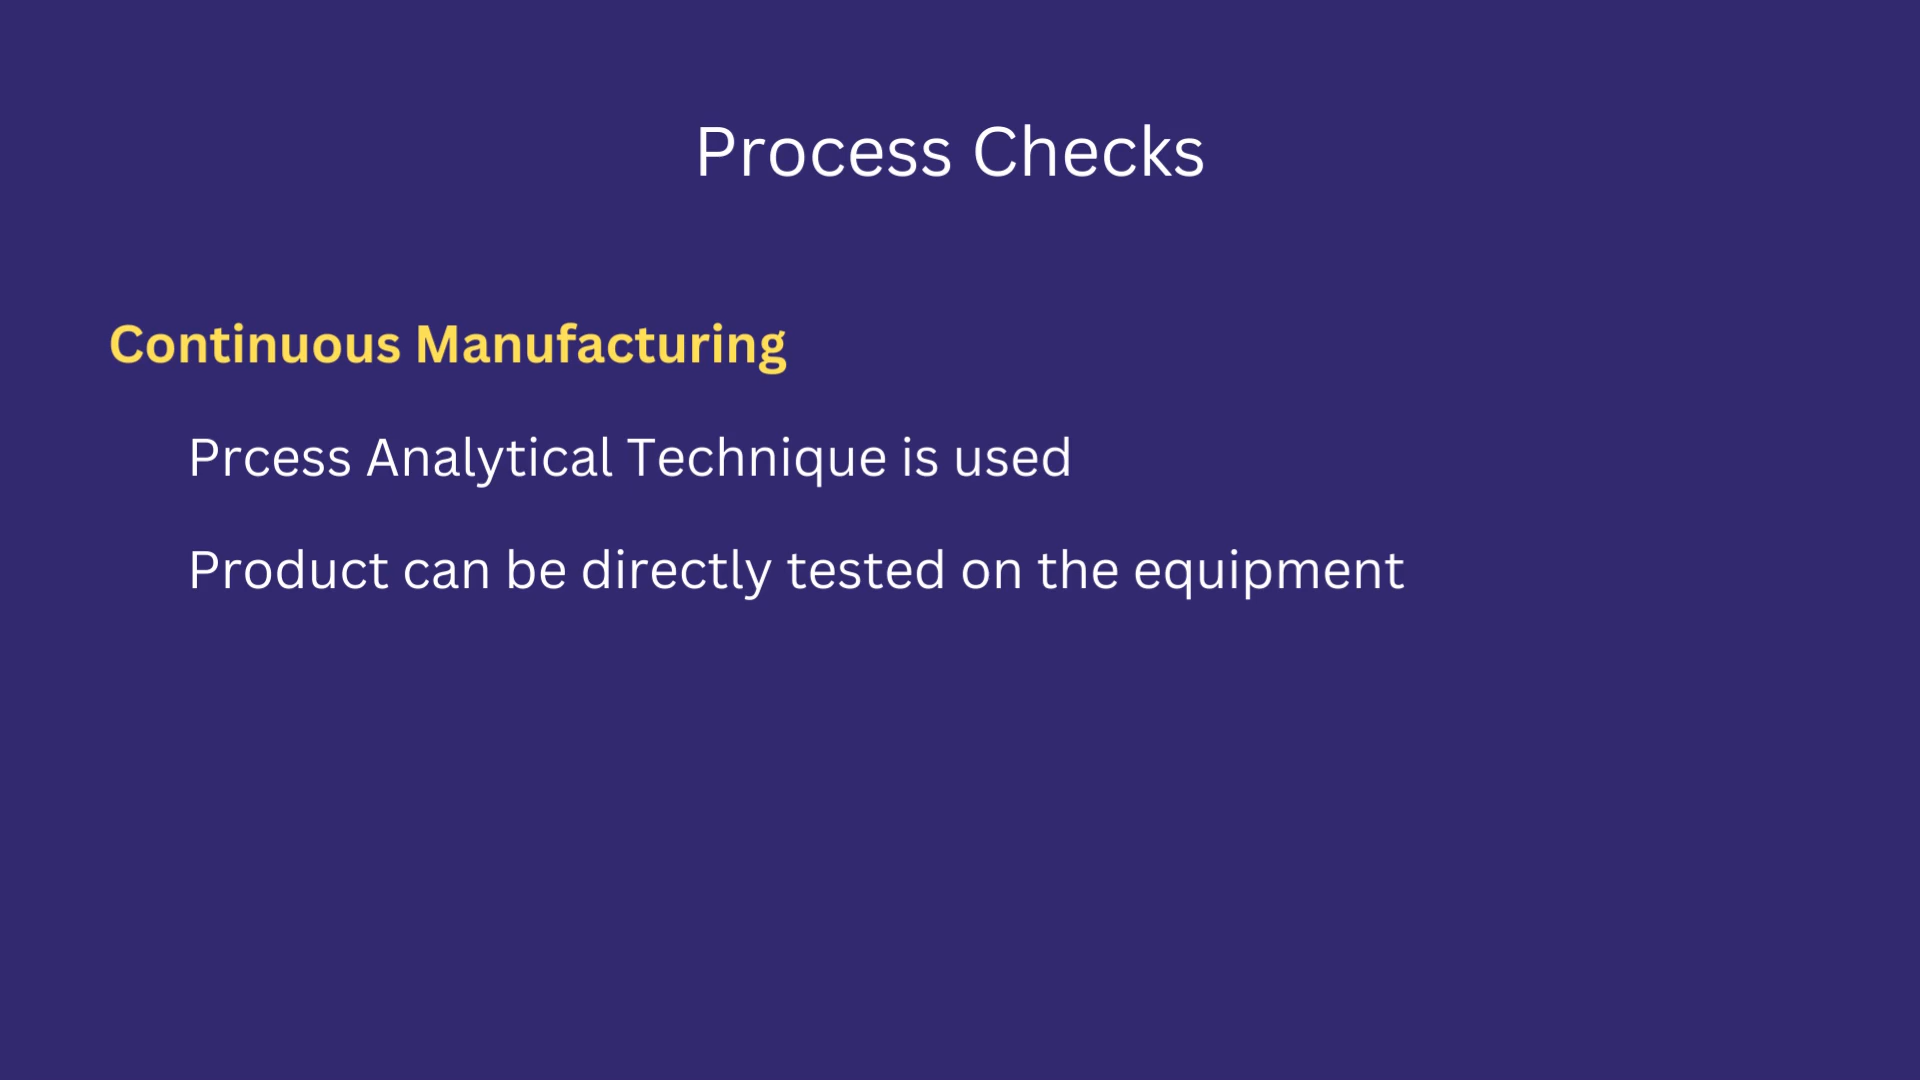 Process Checks
Continuous Manufacturing
Prcess Analytical Technique is used
Product can be directly tested on the equipment